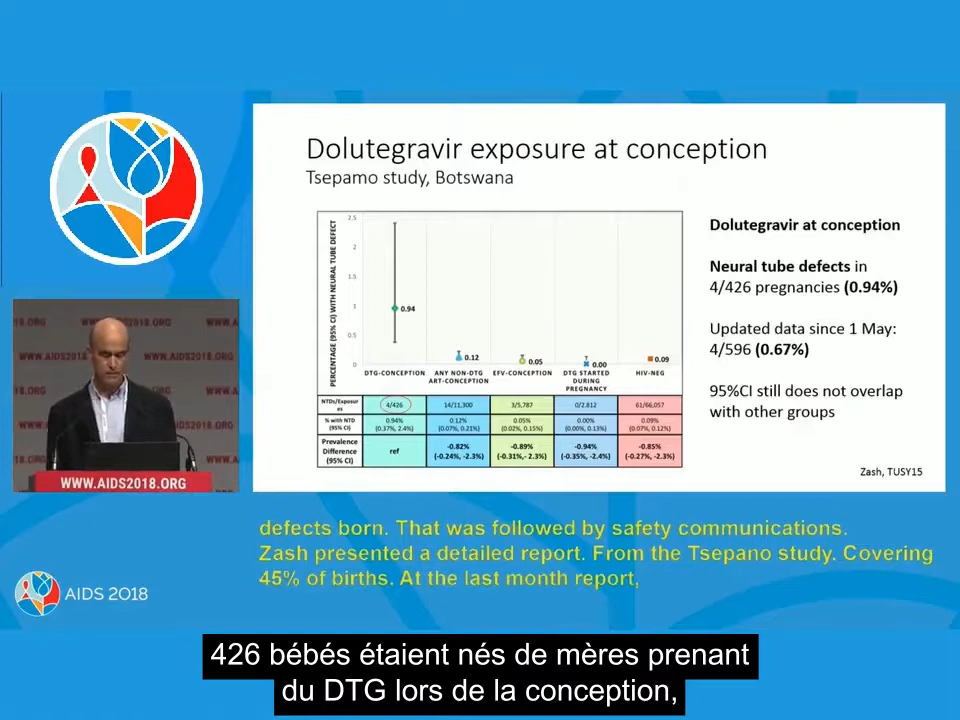 Dolutegravir exposure at conception
Tsepamo study, Botswana
PERCENTAGE (95% CI) WITH NEURAL TUBE DEFECT
2.5
2
1.5
1
0.5
0
0.94
0.12
0.05
0.00
0.09
DTG-CONCEPTION
ANY NON-DTG
ART-CONCEPTION
EFV-CONCEPTION
DTG STARTED
DURING
PREGNANCY
HIV-NEG
NTDs/Exposur
es
4/426
14/11,300
3/5,787
0/2,812
61/66,057
% with NTD
(95% CI)
0.94%
(0.37%, 2.4%)
0.12%
(0.07%, 0.21%)
0.05%
(0.02%, 0.15%)
0.00%
(0.00%, 0.13%)
0.09%
(0.07%, 0.12%)
Prevalence
Difference
(95% CI)
ref
-0.82%
(-0.24%, -2.3%)
-0.89%
(-0.31%,- 2.3%)
-0.94%
(-0.35%, -2.4%)
-0.85%
(-0.27%, -2.3%)
Dolutegravir at conception
Neural tube defects in
4/426 pregnancies (0.94%)
Updated data since 1 May:
4/596 (0.67%)
95%CI still does not overlap
with other groups
Zash, TUSY15
WWW.AIDS2018.ORG
defects born. That was followed by safety communications.
Zash presented a detailed report. From the Tsepano study. Covering
45% of births. At the last month report,
AIDS 2018
426 bébés étaient nés de mères prenant
du DTG lors de la conception,